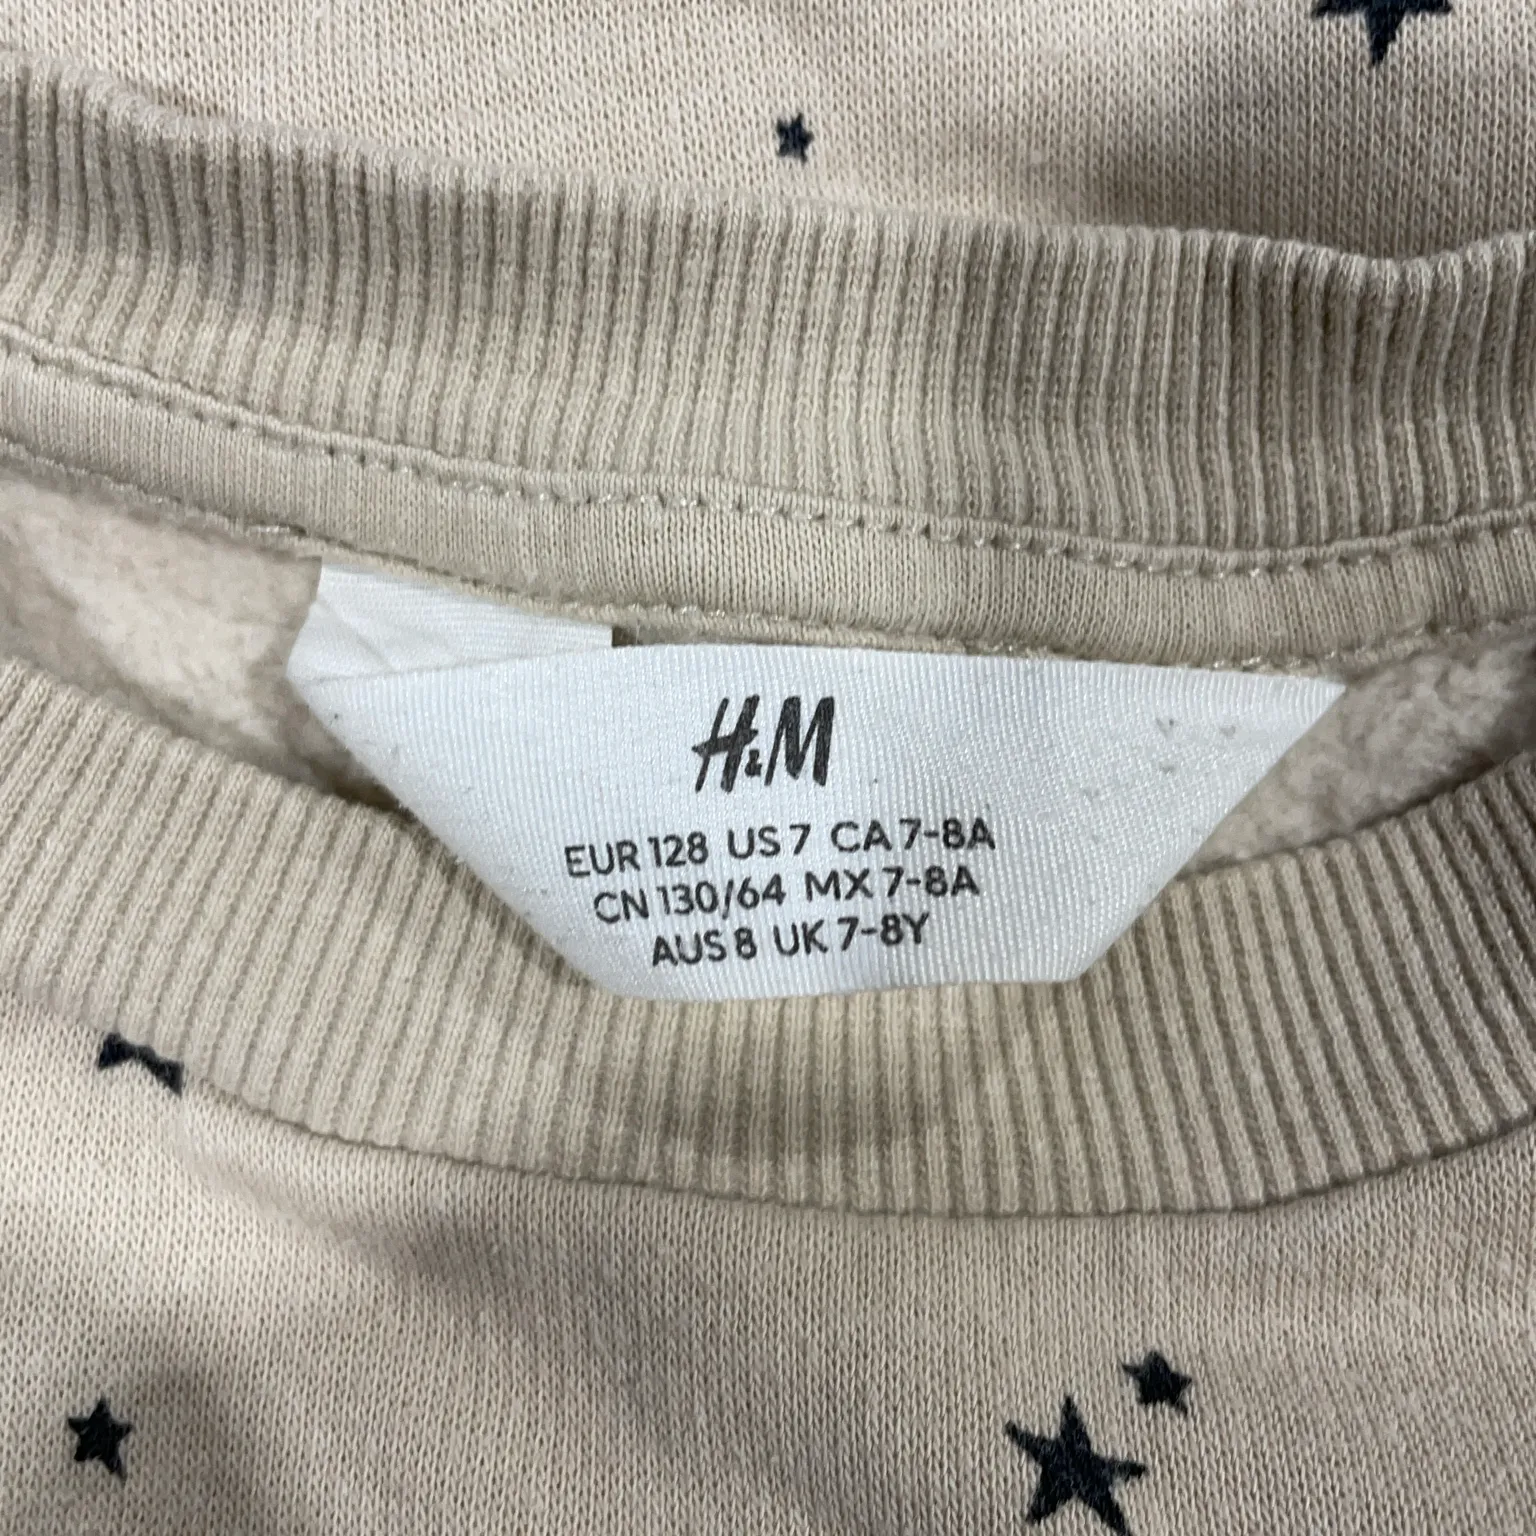 H&M
EUR 128 US 7 CA 7-8A
CN 130/64 MX 7-8A
AUS 8 UK 7-8Y